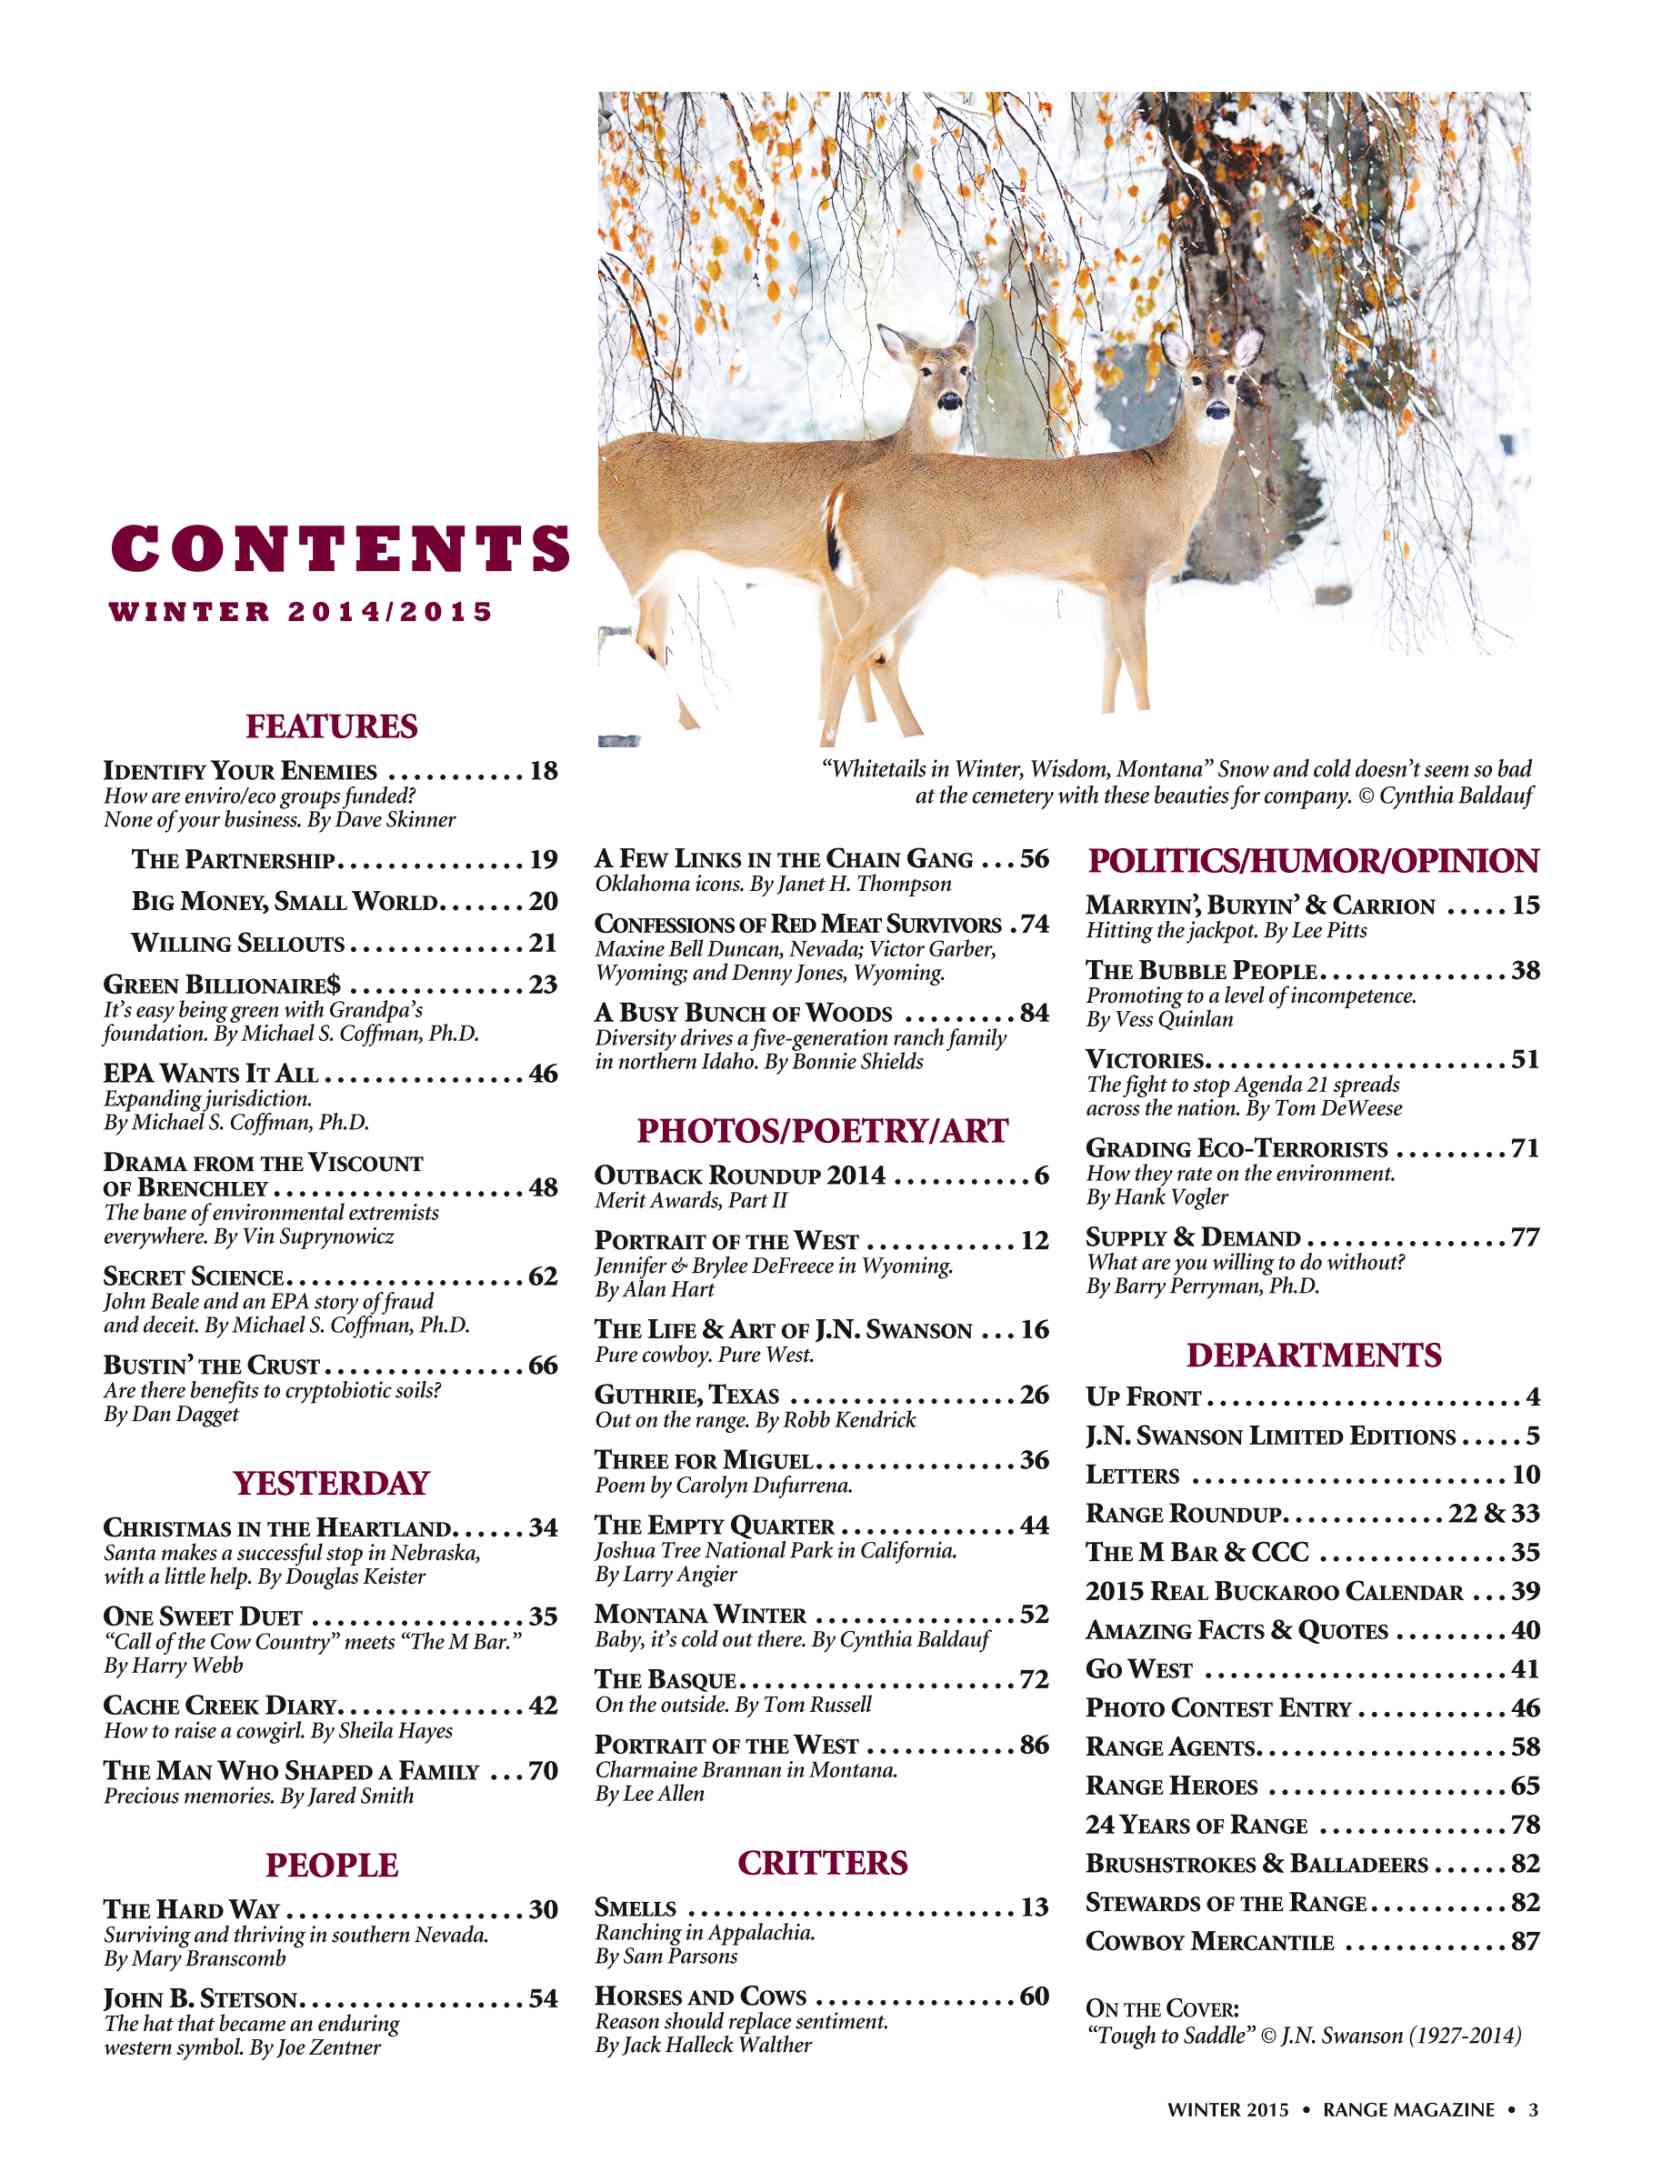 CONTENTS
WINTER 2014/2015
FEATURES
IDENTIFY YOUR ENEMIES ........... 18
How are enviro/eco groups funded?
None of your business. By Dave Skinner
THE PARTNERSHIP............... 19
BIG MONEY, SMALL WORLD....... 20
WILLING SELLOUTS.............. 21
GREEN BILLIONAIRE$ .............. 23
It's easy being green with Grandpa's
foundation. By Michael S. Coffman, Ph.D.
EPA WANTS IT ALL................ 46
Expanding jurisdiction.
By Michael S. Coffman, Ph.D.
DRAMA FROM THE VISCOUNT
OF BRENCHLEY.................... 48
The bane of environmental extremists
everywhere. By Vin Suprynowicz
SECRET SCIENCE................... 62
John Beale and an EPA story of fraud
and deceit. By Michael S. Coffman, Ph.D.
BUSTIN' THE CRUST................ 66
Are there benefits to cryptobiotic soils?
By Dan Dagget
YESTERDAY
CHRISTMAS IN THE HEARTLAND...... 34
Santa makes a successful stop in Nebraska,
with a little help. By Douglas Keister
ONE SWEET DUET ................. 35
“Call of the Cow Country” meets “The M Bar.”
By Harry Webb
CACHE CREEK DIARY............... 42
How to raise a cowgirl. By Sheila Hayes
THE MAN WHO SHAPED A FAMILY ... 70
Precious memories. By Jared Smith
PEOPLE
THE HARD WAY................... 30
Surviving and thriving in southern Nevada.
By Mary Branscomb
JOHN B. STETSON.................. 54
The hat that became an enduring
western symbol. By Joe Zentner
“Whitetails in Winter, Wisdom, Montana” Snow and cold doesn't seem so bad
at the cemetery with these beauties for company. © Cynthia Baldauf
A FEW LINKS IN THE CHAIN GANG ... 56
Oklahoma icons. By Janet H. Thompson
CONFESSIONS OF RED MEAT SURVIVORS .74
Maxine Bell Duncan, Nevada; Victor Garber,
Wyoming; and Denny Jones, Wyoming.
A BUSY BUNCH OF WOODS ......... 84
Diversity drives a five-generation ranch family
in northern Idaho. By Bonnie Shields
PHOTOS/POETRY/ART
OUTBACK ROUNDUP 2014 ........... 6
Merit Awards, Part II
PORTRAIT OF THE WEST ............ 12
Jennifer & Brylee DeFreece in Wyoming.
By Alan Hart
THE LIFE & ART OF J.N. SWANSON ... 16
Pure cowboy. Pure West.
GUTHRIE, TEXAS .................. 26
Out on the range. By Robb Kendrick
THREE FOR MIGUEL................ 36
Poem by Carolyn Dufurrena.
THE EMPTY QUARTER.............. 44
Joshua Tree National Park in California.
By Larry Angier
MONTANA WINTER ................ 52
Baby, it's cold out there. By Cynthia Baldauf
THE BASQUE...................... 72
On the outside. By Tom Russell
PORTRAIT OF THE WEST ............ 86
Charmaine Brannan in Montana.
By Lee Allen
CRITTERS
SMELLS .......................... 13
Ranching in Appalachia.
By Sam Parsons
HORSES AND COWS ................ 60
Reason should replace sentiment.
By Jack Halleck Walther
POLITICS/HUMOR/OPINION
MARRYIN', BURYIN' & CARRION ..... 15
Hitting the jackpot. By Lee Pitts
THE BUBBLE PEOPLE............... 38
Promoting to a level of incompetence.
By Vess Quinlan
VICTORIES........................ 51
The fight to stop Agenda 21 spreads
across the nation. By Tom DeWeese
GRADING ECO-TERRORISTS ......... 71
How they rate on the environment.
By Hank Vogler
SUPPLY & DEMAND................ 77
What are you willing to do without?
By Barry Perryman, Ph.D.
DEPARTMENTS
UP FRONT......................... 4
J.N. SWANSON LIMITED EDITIONS ..... 5
LETTERS ......................... 10
RANGE ROUNDUP............. 22 & 33
THE M BAR & CCC ............... 35
2015 REAL BUCKAROO CALENDAR ... 39
AMAZING FACTS & QUOTES ......... 40
GO WEST ........................ 41
PHOTO CONTEST ENTRY............ 46
RANGE AGENTS.................... 58
RANGE HEROES ................... 65
24 YEARS OF RANGE ............... 78
BRUSHSTROKES & BALLADEERS...... 82
STEWARDS OF THE RANGE........... 82
COWBOY MERCANTILE ............. 87
ON THE COVER:
“Tough to Saddle” © J.N. Swanson (1927-2014)
WINTER 2015 • RANGE MAGAZINE • 3